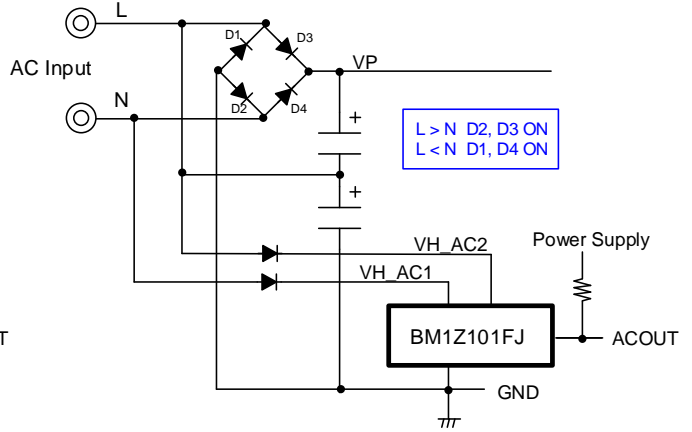 L
D1
D3
AC Input
VP
D2
D4
N
+
L > N D2, D3 ON
L < N D1, D4 ON
+
VH_AC2
Power Supply
VH_AC1
BM1Z101FJ
ACOUT
T
GND